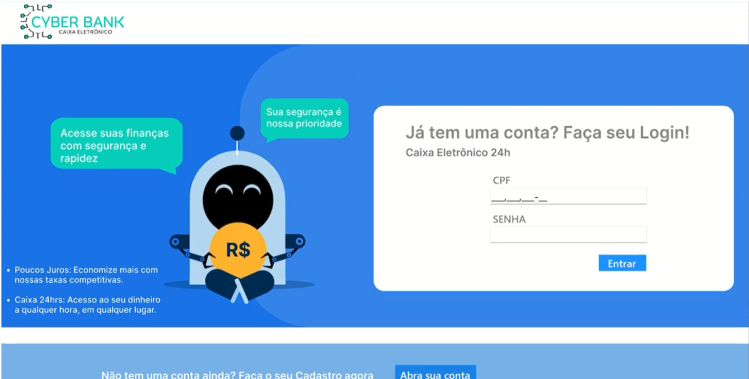 CYBER BANK
CAIXA ELETRÔNICO
Acesse suas finanças
com segurança e
rapidez
Sua segurança é
nossa prioridade
R$
• Poucos Juros: Economize mais com
nossas taxas competitivas.
• Caixa 24hrs: Acesso ao seu dinheiro
a qualquer hora, em qualquer lugar.
Já tem uma conta? Faça seu Login!
Caixa Eletrônico 24h
CPF
___.___.___-__
SENHA
Entrar
Não tem uma conta ainda? Faça o seu Cadastro agora
Abra sua conta